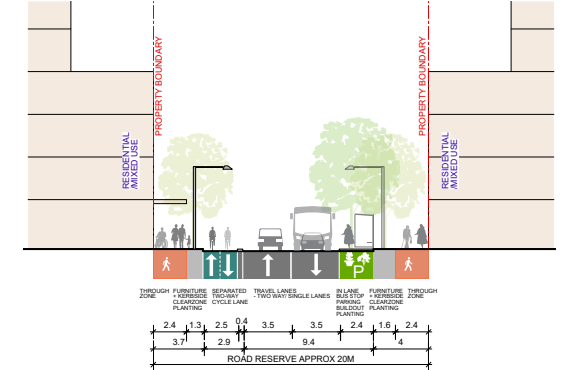 PROPERTY BOUNDARY
PROPERTY BOUNDARY
RESIDENTIAL
/MIXED USE
RESIDENTIAL
/MIXED USE
P
THROUGH
ZONE
FURNITURE
+ KERBSIDE
CLEARZONE
PLANTING
SEPARATED
TWO-WAY
CYCLE LANE
TRAVEL LANES
- TWO WAY/ SINGLE LANES
IN LANE
BUS STOP
PARKING
BUILDOUT
PLANTING
FURNITURE
+ KERBSIDE
CLEARZONE
PLANTING
THROUGH
ZONE
2.4 1.3 2.5 0.4 3.5 3.5 2.4 1.6 2.4
3.7 2.9 9.4 4
ROAD RESERVE APPROX 20M